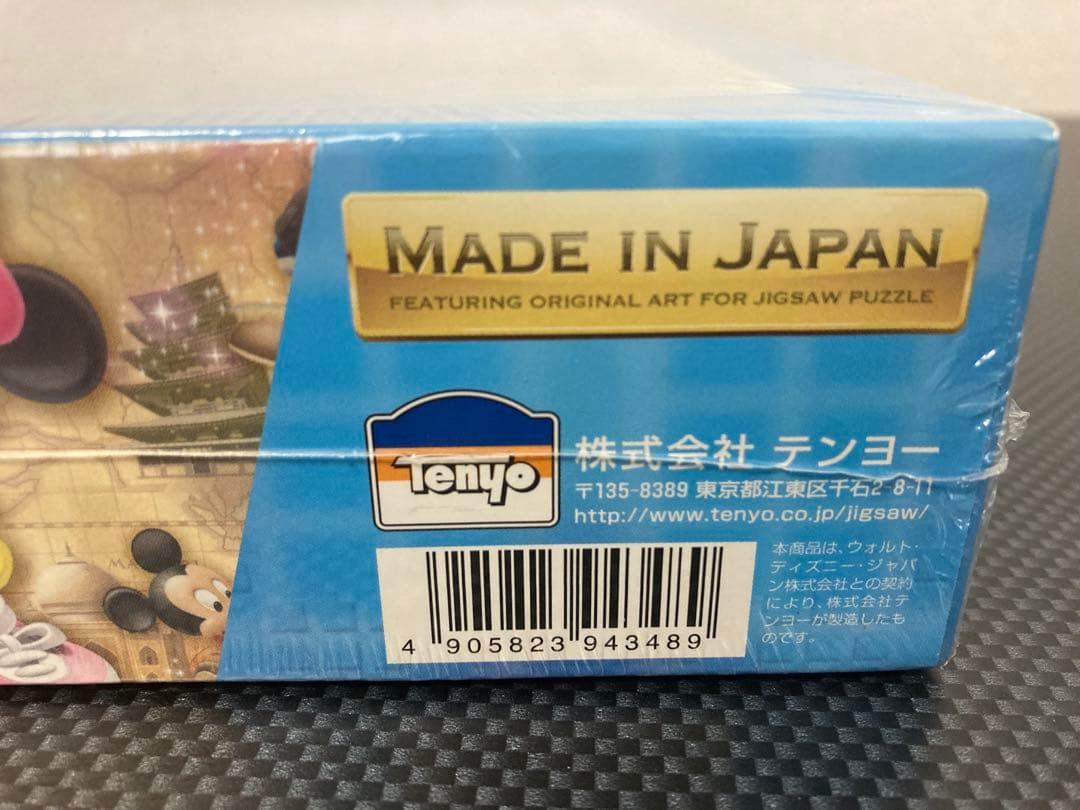 MADE IN JAPAN
FEATURING ORIGINAL ART FOR JIGSAW PUZZLE
Tenyo
株式会社 テンヨー
〒135-8389 東京都江東区千石2-8-11
http://www.tenyo.co.jp/jigsaw/
本商品は、ウォルト・
ディズニー・ジャパ
ン株式会社との契約
により、株式会社テ
ンヨーが製造したも
のです。
4 905823 943489